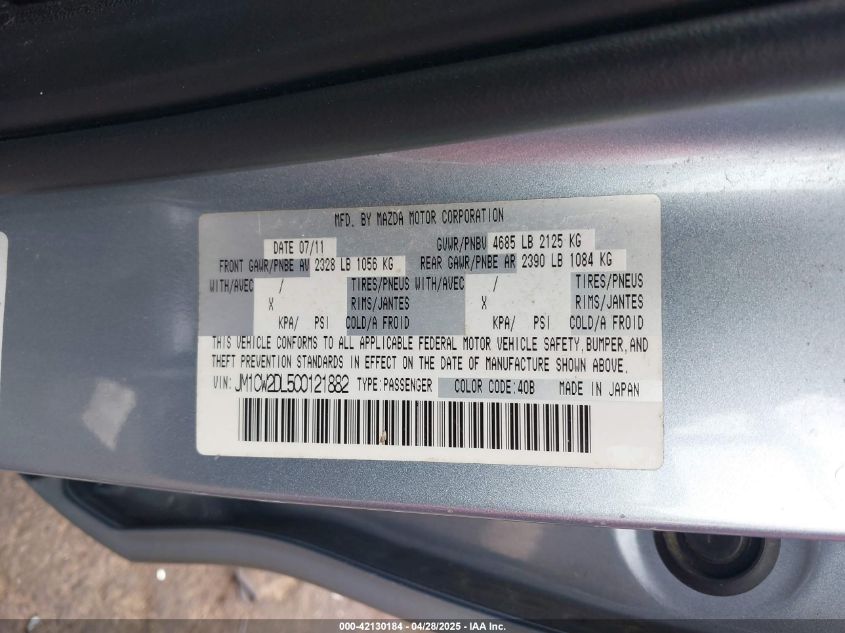 MFD. BY MAZDA MOTOR CORPORATION
DATE 07/11 GVWR/PNBV 4685 LB 2125 KG
FRONT GAWR/PNBE AV 2328 LB 1056 KG REAR GAWR/PNBE AR 2390 LB 1084 KG
WITH/AVEC / TIRES/PNEUS WITH/AVEC / TIRES/PNEUS
X RIMS/JANTES X RIMS/JANTES
KPA/ PSI COLD/A FROID KPA/ PSI COLD/A FROID
THIS VEHICLE CONFORMS TO ALL APPLICABLE FEDERAL MOTOR VEHICLE SAFETY, BUMPER, AND
THEFT PREVENTION STANDARDS IN EFFECT ON THE DATE OF MANUFACTURE SHOWN ABOVE.
VIN: JM1CW2DL5C0121882 TYPE:PASSENGER COLOR CODE:40B MADE IN JAPAN
000-42130184 - 04/28/2025 - IAA Inc.